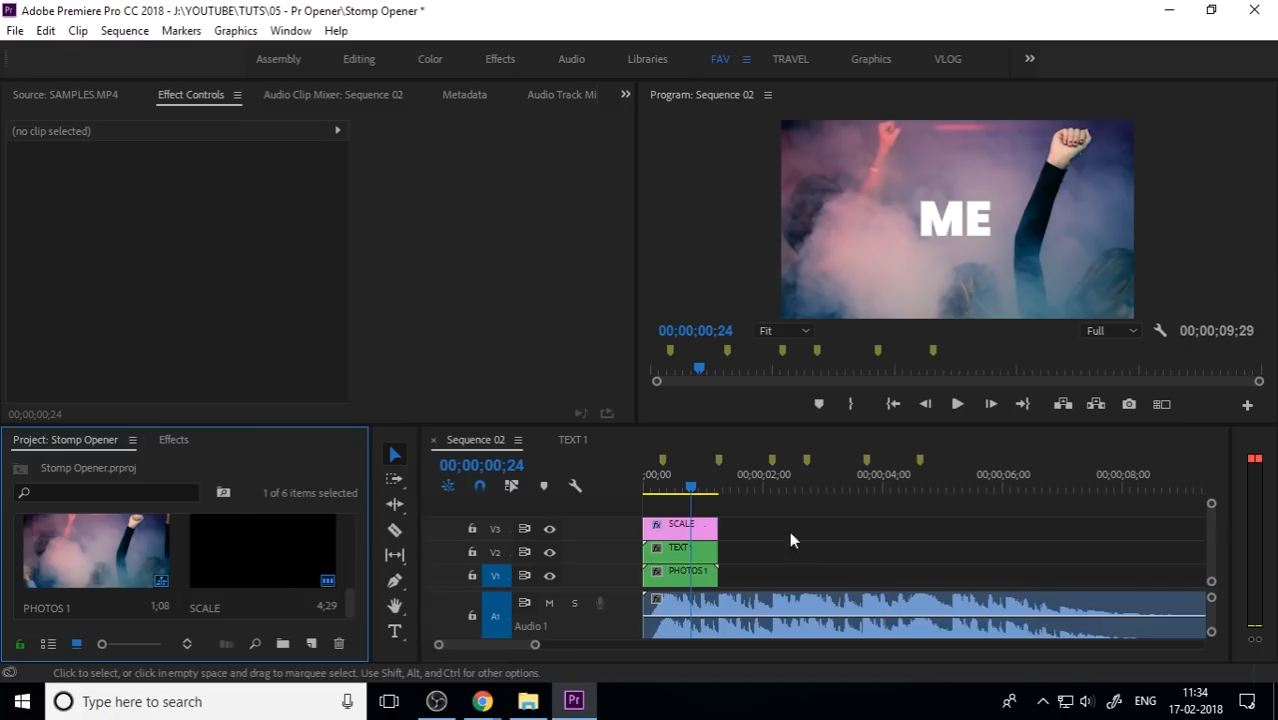 Adobe Premiere Pro CC 2018 - J:\YOUTUBE\TUTS\05 - Pr Opener\Stomp Opener *
File Edit Clip Sequence Markers Graphics Window Help
Assembly Editing Color Effects Audio Libraries FAV TRAVEL Graphics VLOG
Source: SAMPLES.MP4 Effect Controls Audio Clip Mixer: Sequence 02 Metadata Audio Track Mi
(no clip selected)
00;00;00;24
Program: Sequence 02
ME
00;00;00;24 Fit Full 00;00;09;29
Project: Stomp Opener Effects
Stomp Opener.prproj
1 of 6 items selected
PHOTOS 1 1;08 SCALE 4;29
Sequence 02 TEXT 1
00;00;00;24
;00;00 00;00;02;00 00;00;04;00 00;00;06;00 00;00;08;00
V3 SCALE
V2 TEXT
V1 PHOTOS 1
A1 M S
Audio 1
Click to select, or click in empty space and drag to marquee select. Use Shift, Alt, and Ctrl for other options.
Type here to search
Pr
ENG
11:34
17-02-2018